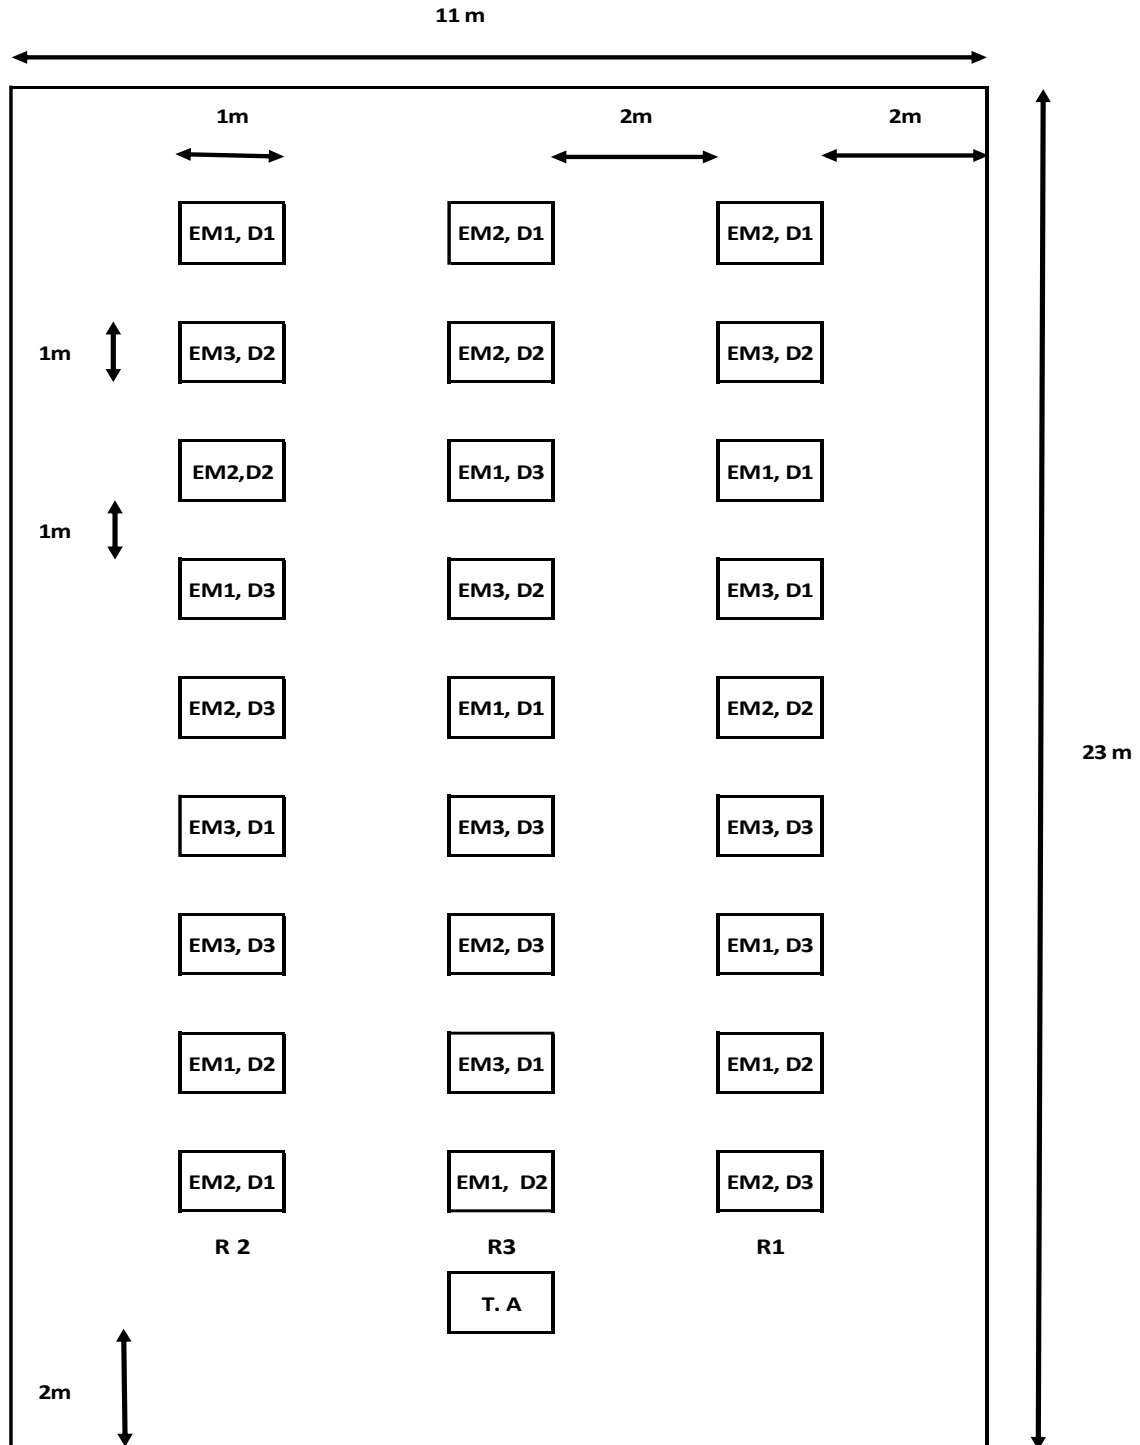 11 m
1m 2m 2m
EM1, D1 EM2, D1 EM2, D1
1m EM3, D2 EM2, D2 EM3, D2
EM2,D2 EM1, D3 EM1, D1
1m
EM1, D3 EM3, D2 EM3, D1
EM2, D3 EM1, D1 EM2, D2
23 m
EM3, D1 EM3, D3 EM3, D3
EM3, D3 EM2, D3 EM1, D3
EM1, D2 EM3, D1 EM1, D2
EM2, D1 EM1, D2 EM2, D3
R 2 R3 R1
T. A
2m